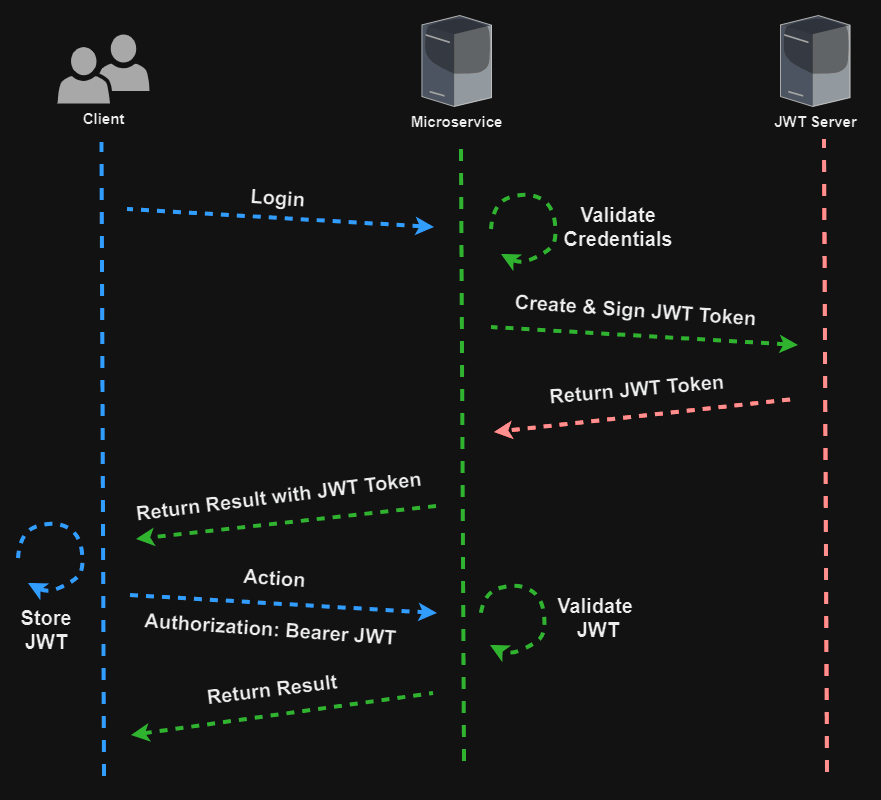 Client
Microservice
JWT Server
Login
Validate
Credentials
Create & Sign JWT Token
Return JWT Token
Return Result with JWT Token
Store
JWT
Action
Authorization: Bearer JWT
Validate
JWT
Return Result